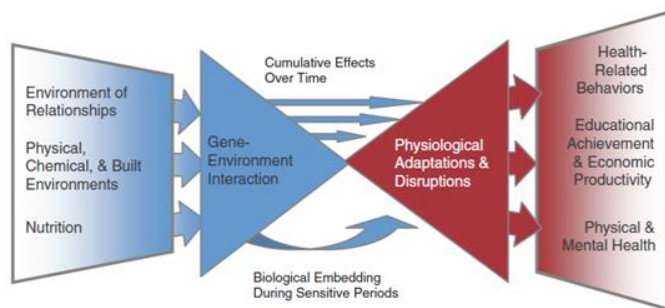 Environment of
Relationships
Physical,
Chemical, & Built
Environments
Nutrition
Gene-
Environment
Interaction
Cumulative Effects
Over Time
Biological Embedding
During Sensitive Periods
Physiological
Adaptations &
Disruptions
Health-
Related
Behaviors
Educational
Achievement
& Economic
Productivity
Physical &
Mental Health